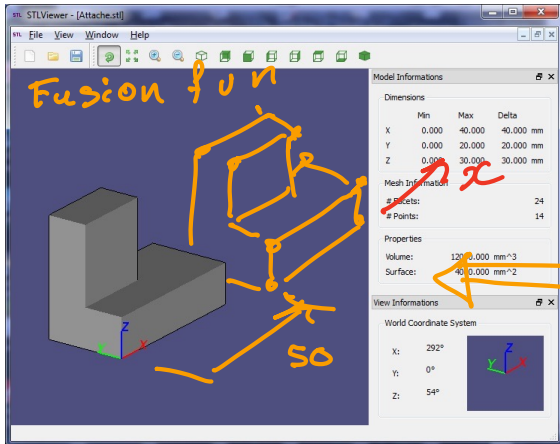 STLViewer - [Attache.stl]
File View Window Help
Fusion fun
Model Informations
Dimensions
Min Max Delta
X 0.000 40.000 40.000 mm
Y 0.000 20.000 20.000 mm
Z 0.000 30.000 30.000 mm
x
Mesh Information
# Facets: 24
# Points: 14
Properties
Volume: mm^3
Surface: mm^2
View Informations
World Coordinate System
X: 292°
Y: 0°
Z: 54°
Z
Y X
Z
X
50